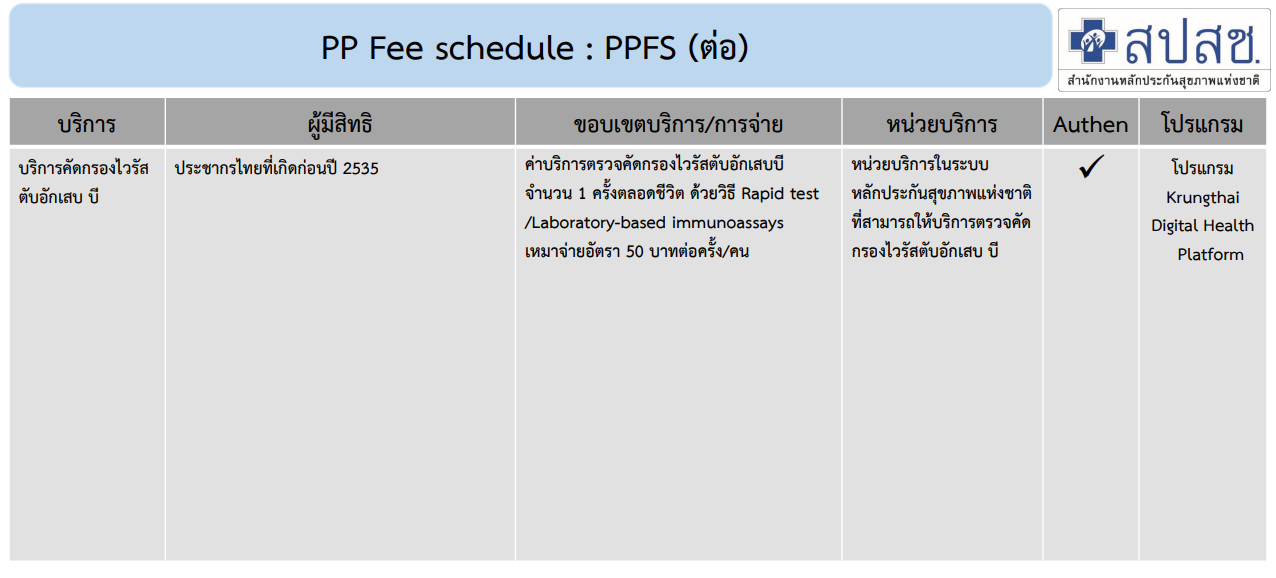 PP Fee schedule : PPFS (ต่อ)
สปสช.
สำนักงานหลักประกันสุขภาพแห่งชาติ
บริการ
ผู้มีสิทธิ
ขอบเขตบริการ/การจ่าย
หน่วยบริการ
Authen
โปรแกรม
บริการคัดกรองไวรัส
ตับอักเสบ บี
ประชากรไทยที่เกิดก่อนปี 2535
ค่าบริการตรวจคัดกรองไวรัสตับอักเสบบี
จำนวน 1 ครั้งตลอดชีวิต ด้วยวิธี Rapid test
/Laboratory-based immunoassays
เหมาจ่ายอัตรา 50 บาทต่อครั้ง/คน
หน่วยบริการในระบบ
หลักประกันสุขภาพแห่งชาติ
ที่สามารถให้บริการตรวจคัด
กรองไวรัสตับอักเสบ บี
✓
โปรแกรม
Krungthai
Digital Health
Platform